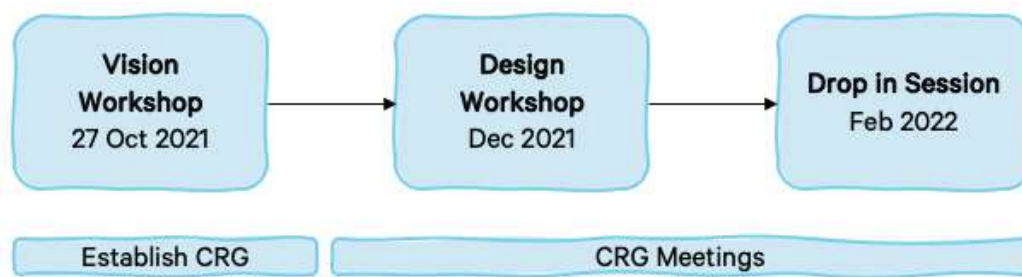 Vision
Workshop
27 Oct 2021
Design
Workshop
Dec 2021
Drop in Session
Feb 2022
Establish CRG
CRG Meetings